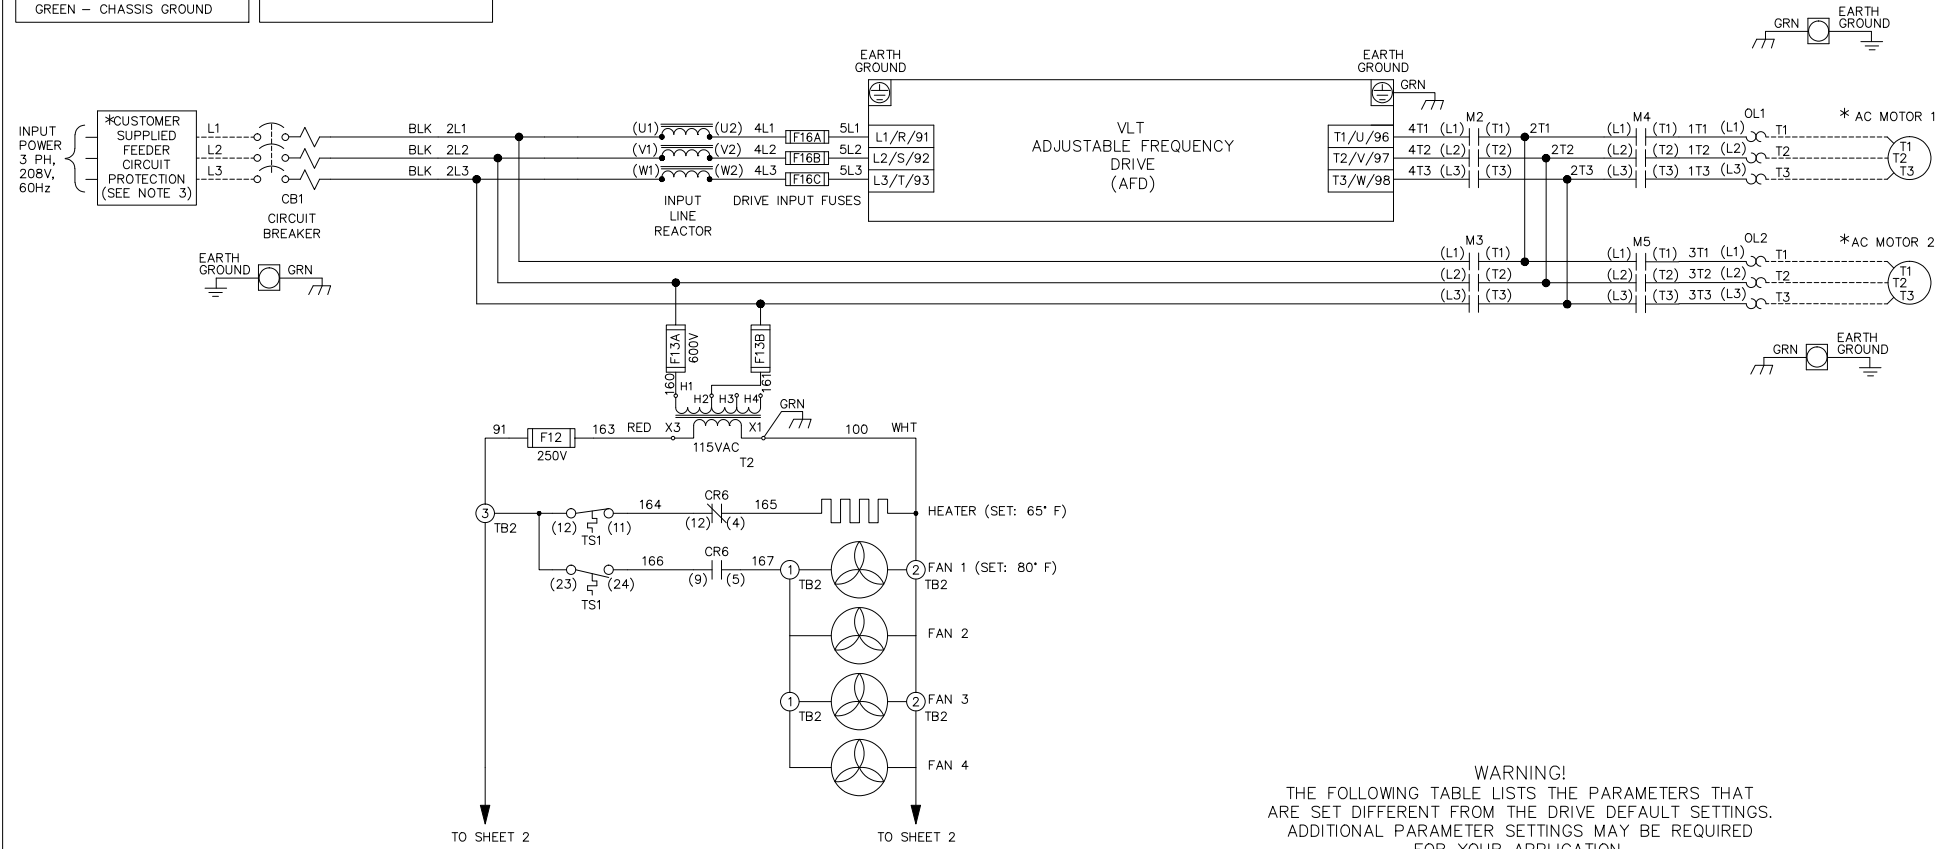 GREEN – CHASSIS GROUND
GRN
EARTH
GROUND
EARTH
GROUND
EARTH
GROUND
GRN
INPUT
POWER
3 PH,
208V,
60Hz
*CUSTOMER
SUPPLIED
FEEDER
CIRCUIT
PROTECTION
(SEE NOTE 3)
L1
L2
L3
CB1
CIRCUIT
BREAKER
BLK 2L1
BLK 2L2
BLK 2L3
(U1) (U2) 4L1 F16A 5L1 L1/R/91
(V1) (V2) 4L2 F16B 5L2 L2/S/92
(W1) (W2) 4L3 F16C 5L3 L3/T/93
INPUT
LINE
REACTOR
DRIVE INPUT FUSES
VLT
ADJUSTABLE FREQUENCY
DRIVE
(AFD)
M2 M4 OL1 * AC MOTOR 1
T1/U/96 4T1 (L1) (T1) 2T1 (L1) (T1) 1T1 (L1) T1
T2/V/97 4T2 (L2) (T2) 2T2 (L2) (T2) 1T2 (L2) T2
T3/W/98 4T3 (L3) (T3) 2T3 (L3) (T3) 1T3 (L3) T3
T1
T2
T3
EARTH
GROUND GRN
M3 M5 OL2 *AC MOTOR 2
(L1) (T1) (L1) (T1) 3T1 (L1) T1
(L2) (T2) (L2) (T2) 3T2 (L2) T2
(L3) (T3) (L3) (T3) 3T3 (L3) T3
T1
T2
T3
GRN
EARTH
GROUND
F13A
600V
F13B
160
161
H1
H2 H3 H4
GRN
91 F12 163 RED X3 X1 100 WHT
250V
115VAC
T2
3
TB2
CR6
164 165
(12) (11) (12) (4)
TS1
HEATER (SET: 65° F)
CR6
166 167
(23) (24) (9) (5)
TS1
1
TB2
2
TB2
FAN 1 (SET: 80° F)
FAN 2
1
TB2
2
TB2
FAN 3
FAN 4
TO SHEET 2
TO SHEET 2
WARNING!
THE FOLLOWING TABLE LISTS THE PARAMETERS THAT
ARE SET DIFFERENT FROM THE DRIVE DEFAULT SETTINGS.
ADDITIONAL PARAMETER SETTINGS MAY BE REQUIRED
FOR YOUR APPLICATION